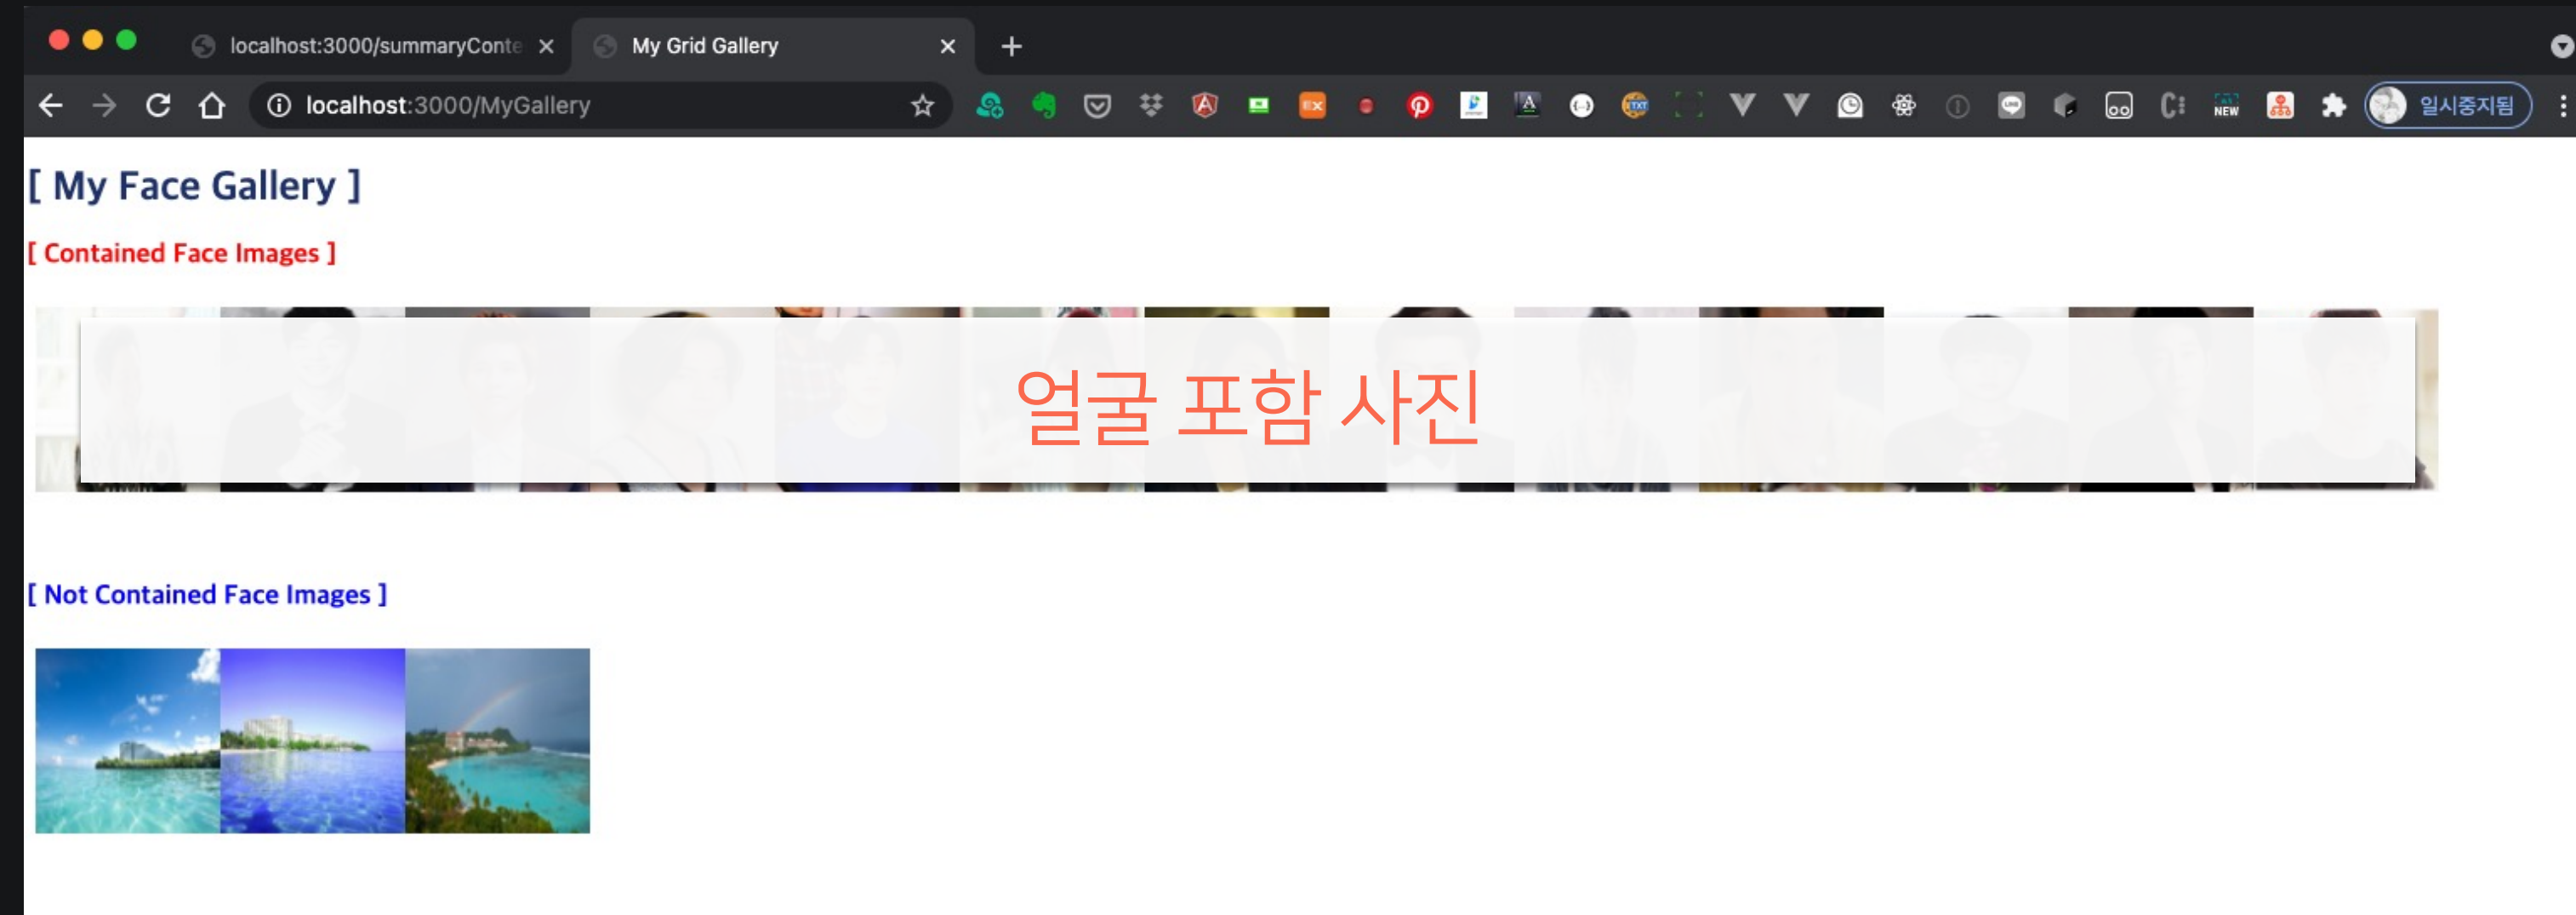 localhost:3000/summaryConte
My Grid Gallery
localhost:3000/MyGallery
일시중지됨
[ My Face Gallery ]
[ Contained Face Images ]
얼굴 포함 사진
[ Not Contained Face Images ]